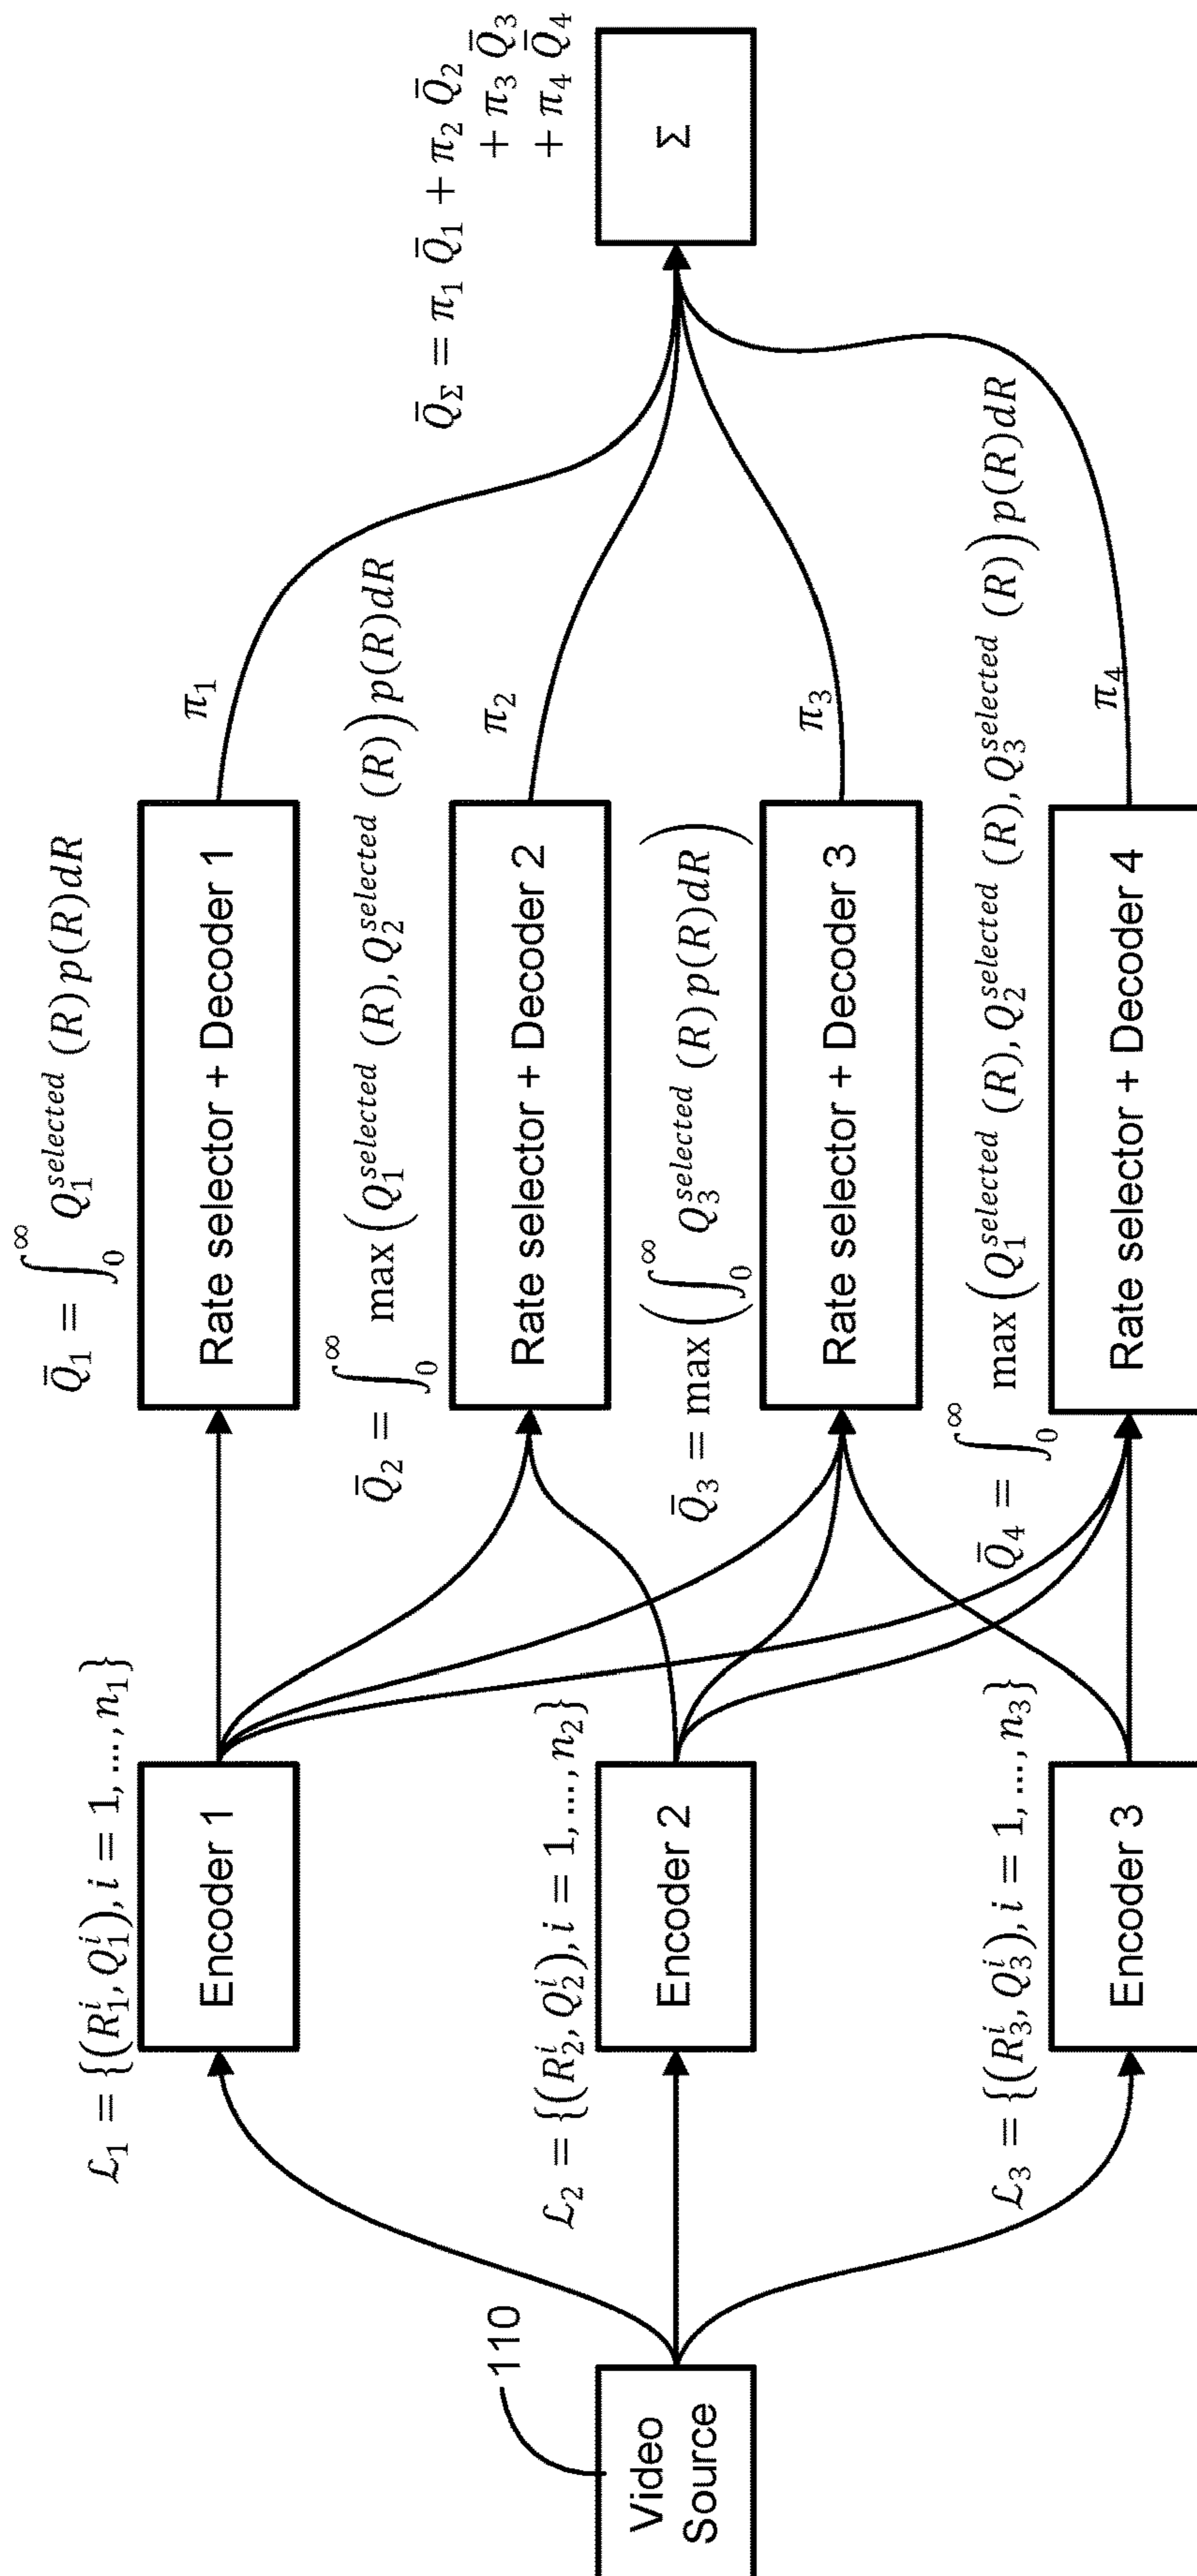 110
Video
Source
ℒ₁ = {(R₁ⁱ, Q₁ⁱ), i = 1, ..., n₁}
Encoder 1
ℒ₂ = {(R₂ⁱ, Q₂ⁱ), i = 1, ..., n₂}
Encoder 2
ℒ₃ = {(R₃ⁱ, Q₃ⁱ), i = 1, ..., n₃}
Encoder 3
Q̄₁ = ∫₀^∞ Q₁^selected (R) p(R)dR
Rate selector + Decoder 1
π₁
Q̄₂ = ∫₀^∞ max(Q₁^selected (R), Q₂^selected (R)) p(R)dR
Rate selector + Decoder 2
π₂
Q̄₃ = max(∫₀^∞ Q₃^selected (R) p(R)dR)
Rate selector + Decoder 3
π₃
Q̄₄ = ∫₀^∞ max(Q₁^selected (R), Q₂^selected (R), Q₃^selected (R)) p(R)dR
Rate selector + Decoder 4
π₄
Q̄_Σ = π₁ Q̄₁ + π₂ Q̄₂
+ π₃ Q̄₃
+ π₄ Q̄₄
Σ